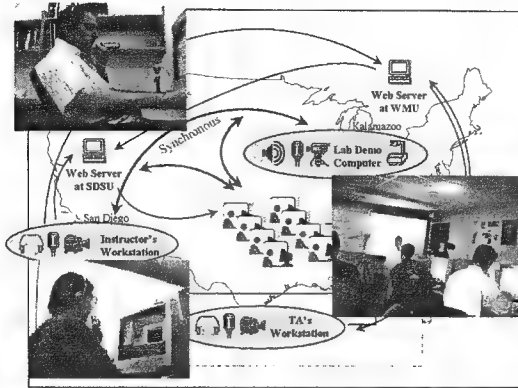 Web Server
at WMU
Kalamazoo
Synchronous
Lab Demo
Computer
Web Server
at SDSU
San Diego
Instructor's
Workstation
TA's
Workstation